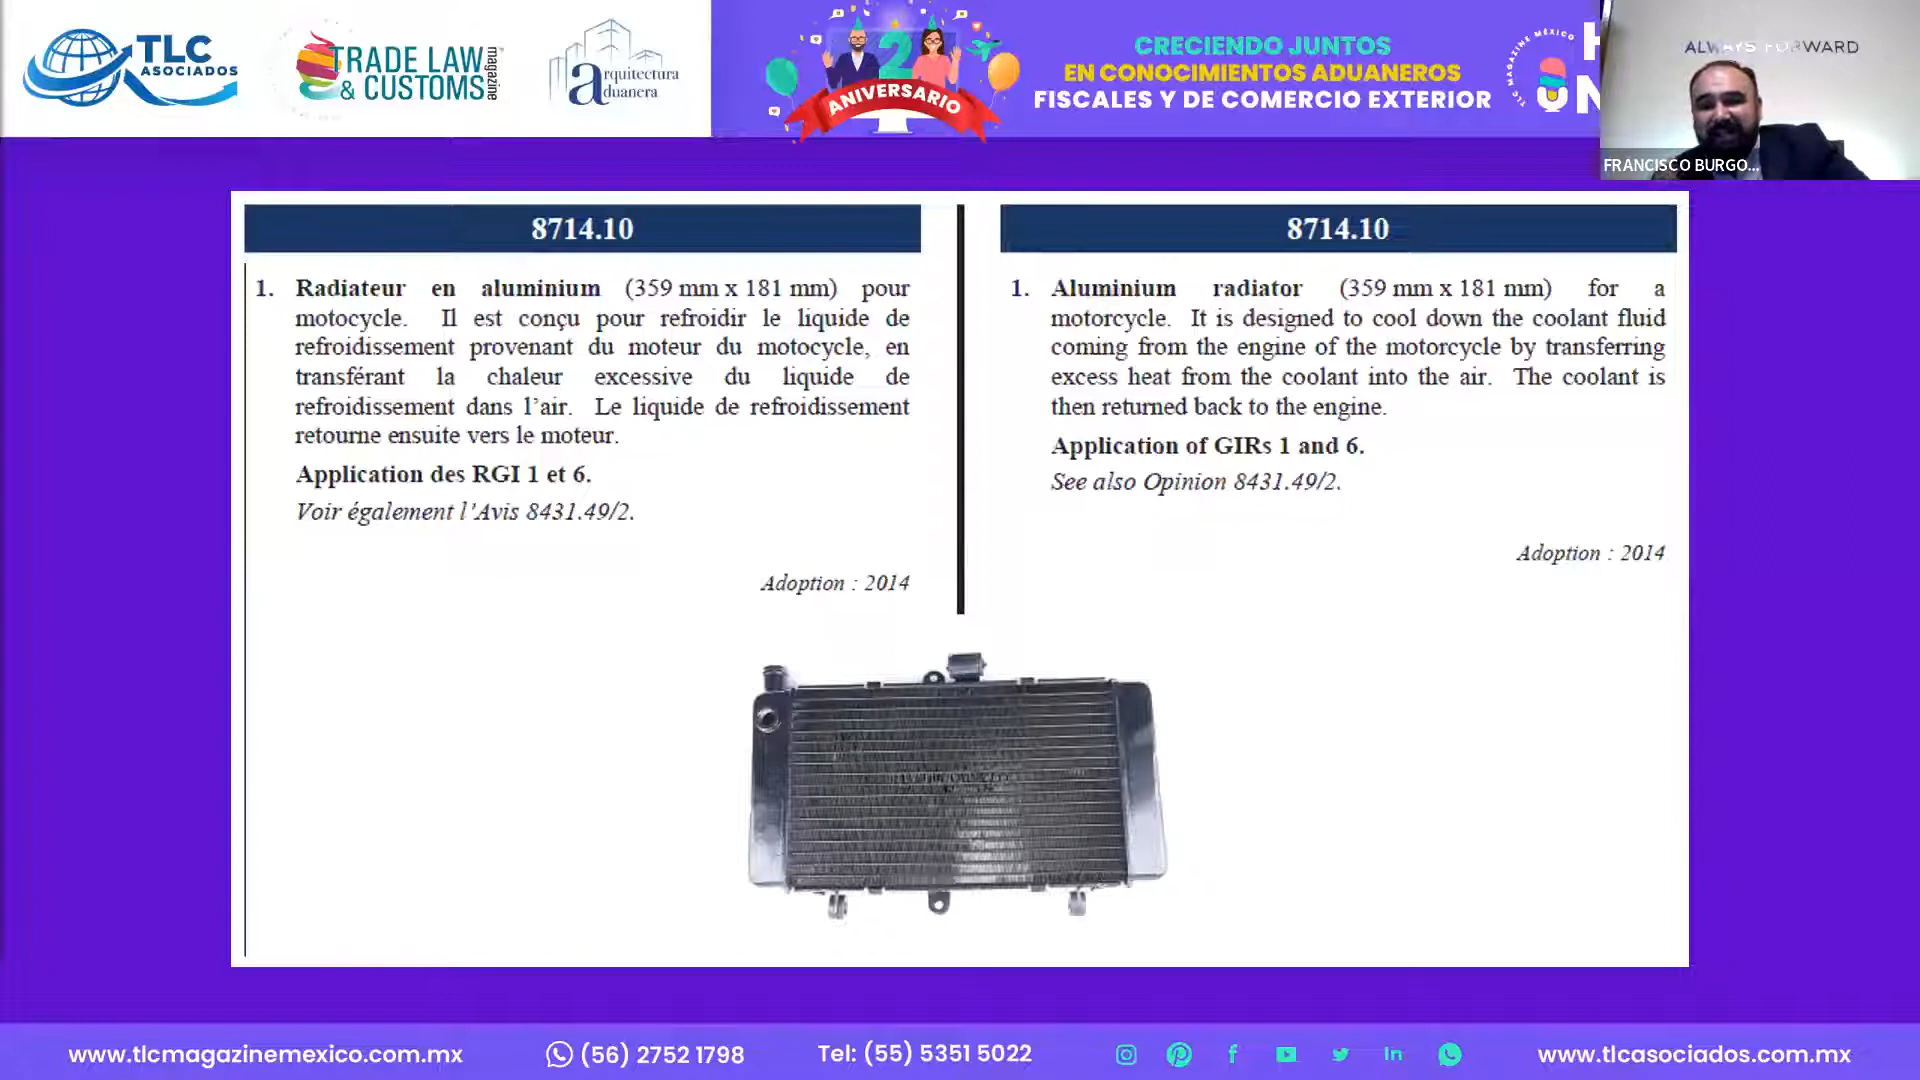 TLC
ASOCIADOS
TRADE LAW
& CUSTOMS
magazine
arquitectura
aduanera
2
ANIVERSARIO
CRECIENDO JUNTOS
EN CONOCIMIENTOS ADUANEROS
FISCALES Y DE COMERCIO EXTERIOR
TLC MAGAZINE MÉXICO
ALWAYS FORWARD
FRANCISCO BURGO...
8714.10
1. Radiateur en aluminium (359 mm x 181 mm) pour
motocycle. Il est conçu pour refroidir le liquide de
refroidissement provenant du moteur du motocycle, en
transférant la chaleur excessive du liquide de
refroidissement dans l’air. Le liquide de refroidissement
retourne ensuite vers le moteur.
Application des RGI 1 et 6.
Voir également l’Avis 8431.49/2.
Adoption : 2014
8714.10
1. Aluminium radiator (359 mm x 181 mm) for a
motorcycle. It is designed to cool down the coolant fluid
coming from the engine of the motorcycle by transferring
excess heat from the coolant into the air. The coolant is
then returned back to the engine.
Application of GIRs 1 and 6.
See also Opinion 8431.49/2.
Adoption : 2014
www.tlcmagazinemexico.com.mx
(56) 2752 1798
Tel: (55) 5351 5022
www.tlcasociados.com.mx